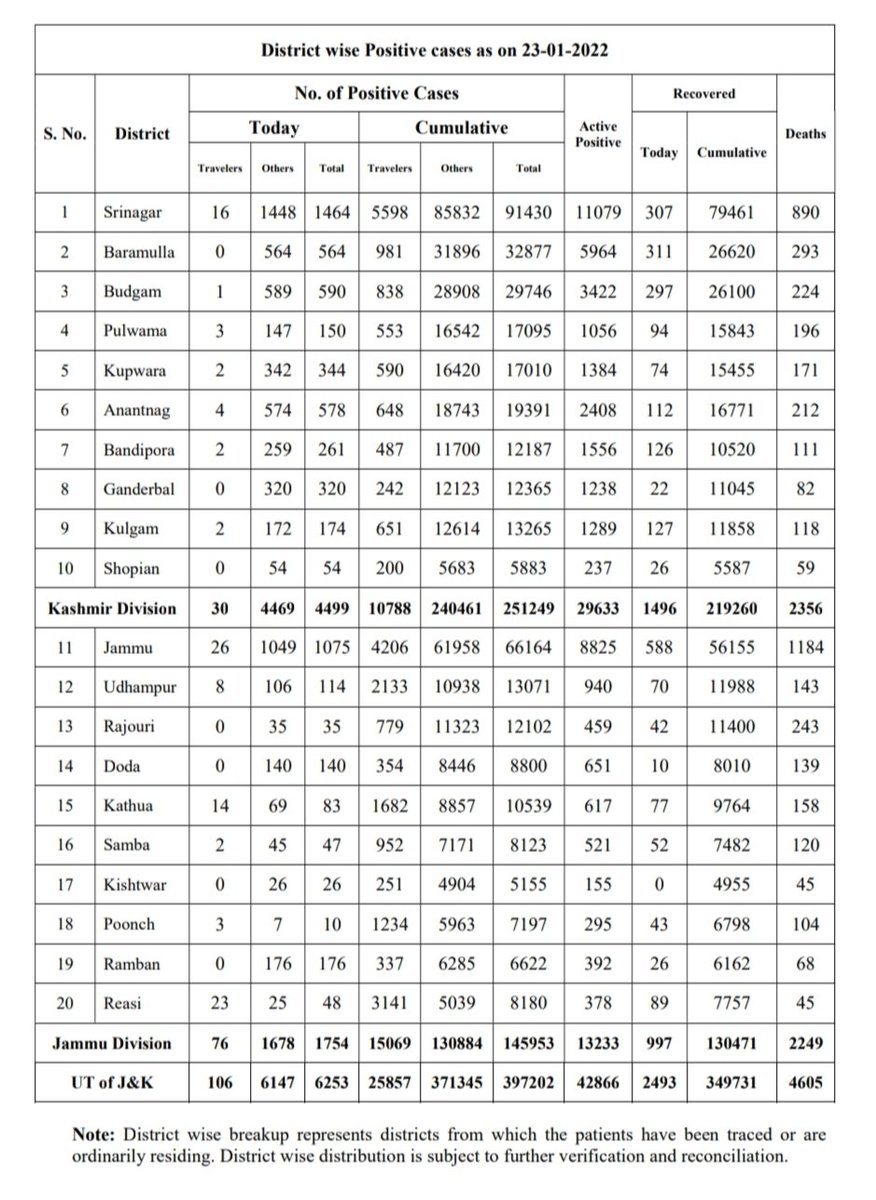 District wise Positive cases as on 23-01-2022
S. No. District No. of Positive Cases Active Positive Recovered Deaths
Today Cumulative Today Cumulative
Travelers Others Total Travelers Others Total
1 Srinagar 16 1448 1464 5598 85832 91430 11079 307 79461 890
2 Baramulla 0 564 564 981 31896 32877 5964 311 26620 293
3 Budgam 1 589 590 838 28908 29746 3422 297 26100 224
4 Pulwama 3 147 150 553 16542 17095 1056 94 15843 196
5 Kupwara 2 342 344 590 16420 17010 1384 74 15455 171
6 Anantnag 4 574 578 648 18743 19391 2408 112 16771 212
7 Bandipora 2 259 261 487 11700 12187 1556 126 10520 111
8 Ganderbal 0 320 320 242 12123 12365 1238 22 11045 82
9 Kulgam 2 172 174 651 12614 13265 1289 127 11858 118
10 Shopian 0 54 54 200 5683 5883 237 26 5587 59
Kashmir Division 30 4469 4499 10788 240461 251249 29633 1496 219260 2356
11 Jammu 26 1049 1075 4206 61958 66164 8825 588 56155 1184
12 Udhampur 8 106 114 2133 10938 13071 940 70 11988 143
13 Rajouri 0 35 35 779 11323 12102 459 42 11400 243
14 Doda 0 140 140 354 8446 8800 651 10 8010 139
15 Kathua 14 69 83 1682 8857 10539 617 77 9764 158
16 Samba 2 45 47 952 7171 8123 521 52 7482 120
17 Kishtwar 0 26 26 251 4904 5155 155 0 4955 45
18 Poonch 3 7 10 1234 5963 7197 295 43 6798 104
19 Ramban 0 176 176 337 6285 6622 392 26 6162 68
20 Reasi 23 25 48 3141 5039 8180 378 89 7757 45
Jammu Division 76 1678 1754 15069 130884 145953 13233 997 130471 2249
UT of J&K 106 6147 6253 25857 371345 397202 42866 2493 349731 4605
Note: District wise breakup represents districts from which the patients have been traced or are
ordinarily residing. District wise distribution is subject to further verification and reconciliation.